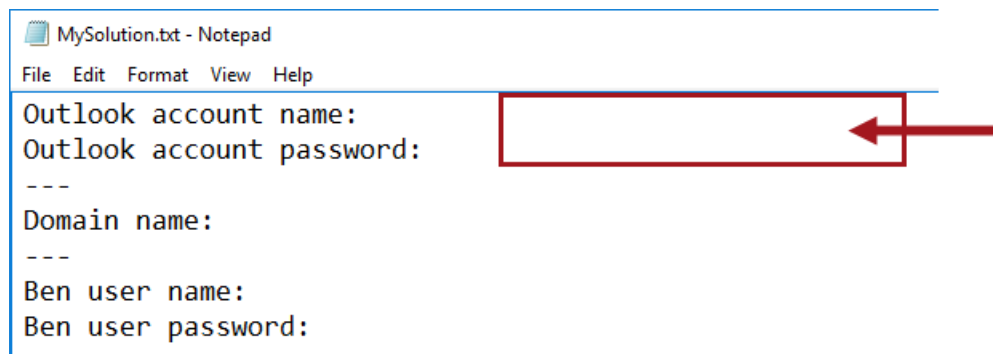 MySolution.txt - Notepad
File Edit Format View Help
Outlook account name:
Outlook account password:
---
Domain name:
---
Ben user name:
Ben user password: